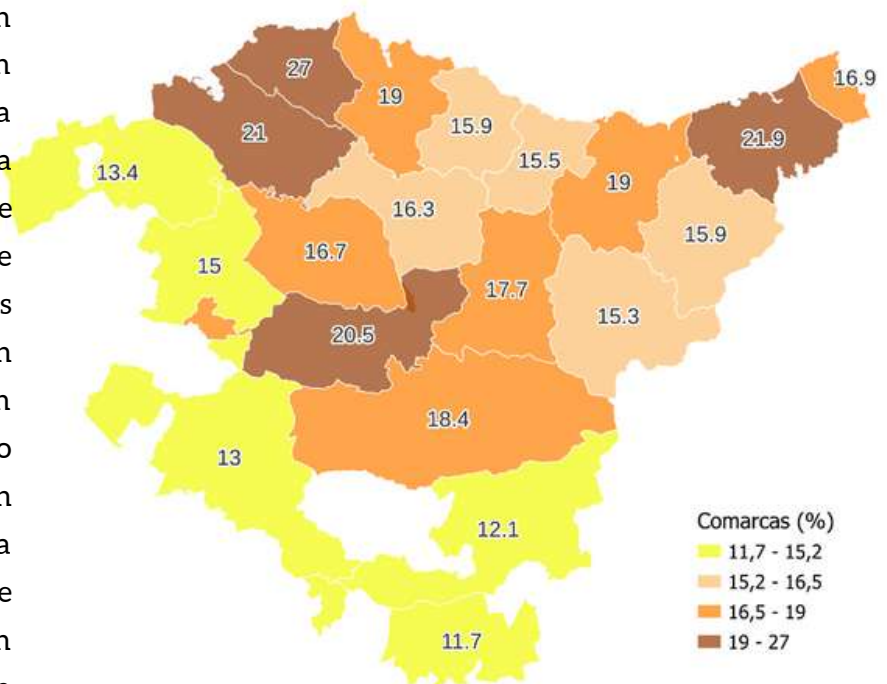 n
n
a
a
e
e
s
n
n
o
n
a
e
n
27
19
16.9
15.9
21
21.9
15.5
13.4
19
16.3
15.9
16.7
15
17.7
15.3
20.5
18.4
13
12.1
11.7
Comarcas (%)
11,7 - 15,2
15,2 - 16,5
16,5 - 19
19 - 27